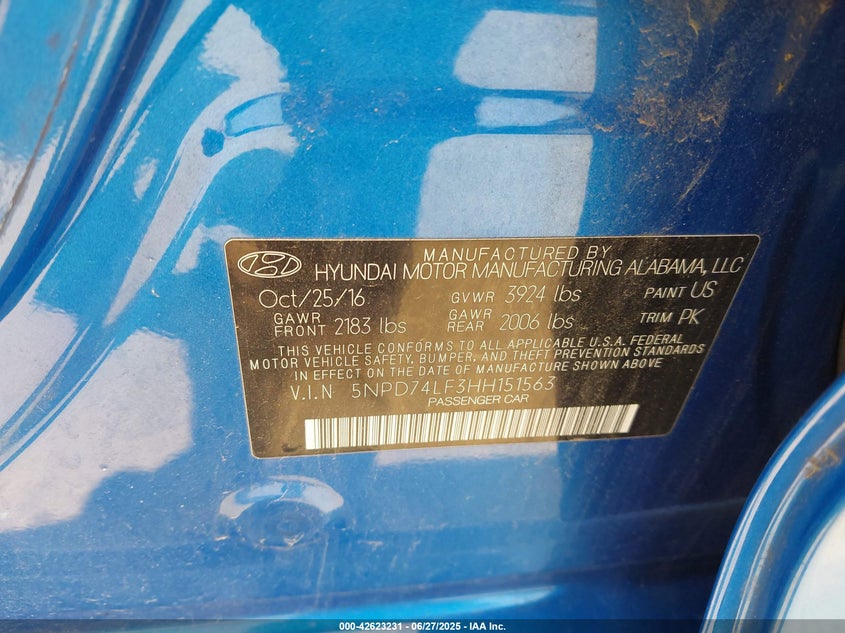 MANUFACTURED BY
HYUNDAI MOTOR MANUFACTURING ALABAMA, LLC
Oct/25/16 GVWR 3924 lbs PAINT US
GAWR FRONT 2183 lbs GAWR REAR 2006 lbs TRIM PK
THIS VEHICLE CONFORMS TO ALL APPLICABLE U.S.A. FEDERAL
MOTOR VEHICLE SAFETY, BUMPER, AND THEFT PREVENTION STANDARDS
IN EFFECT ON THE DATE OF MANUFACTURE SHOWN ABOVE
V.I.N 5NPD74LF3HH151563
PASSENGER CAR
000-42623231 - 06/27/2025 - IAA Inc.